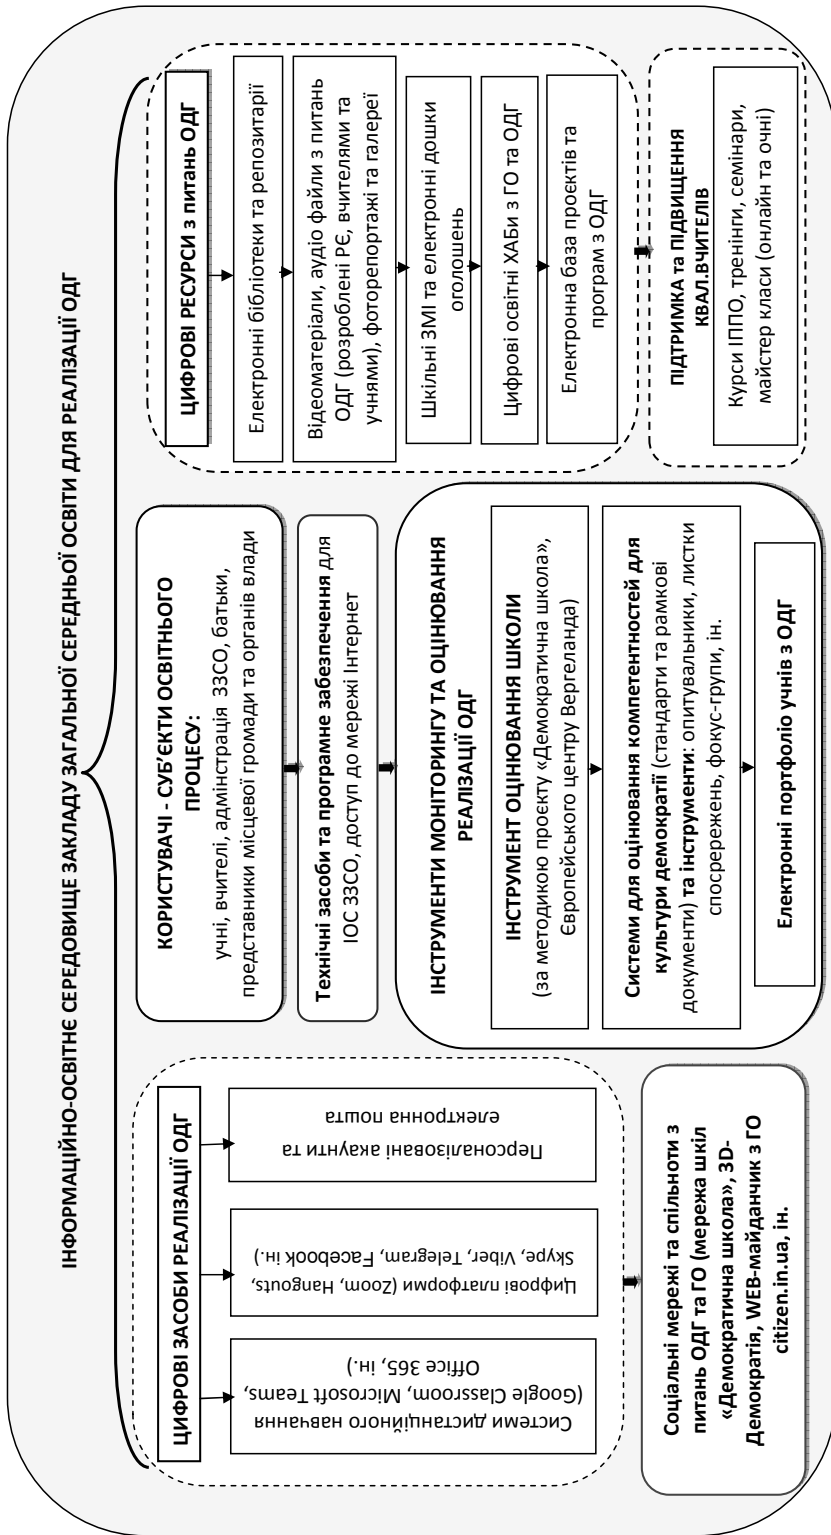 ІНФОРМАЦІЙНО-ОСВІТНЄ СЕРЕДОВИЩЕ ЗАКЛАДУ ЗАГАЛЬНОЇ СЕРЕДНЬОЇ ОСВІТИ ДЛЯ РЕАЛІЗАЦІЇ ОДГ
ЦИФРОВІ ЗАСОБИ РЕАЛІЗАЦІЇ ОДГ
Системи дистанційного навчання
(Google Classroom, Microsoft Teams,
Office 365, ін.)
Цифрові платформи (Zoom, Hangouts,
Skype, Viber, Telegram, Facebook ін.)
Персоналізовані акаунти та
електронна пошта
Соціальні мережі та спільноти з
питань ОДГ та ГО (мережа шкіл
«Демократична школа», 3D-
Демократія, WEB-майданчик з ГО
citizen.in.ua, ін.
КОРИСТУВАЧІ - СУБ'ЄКТИ ОСВІТНЬОГО
ПРОЦЕСУ:
учні, вчителі, адмінстрація ЗЗСО, батьки,
представники місцевої громади та органів влади
Технічні засоби та програмне забезпечення для
ІОС ЗЗСО, доступ до мережі Інтернет
ІНСТРУМЕНТИ МОНІТОРИНГУ ТА ОЦІНЮВАННЯ
РЕАЛІЗАЦІЇ ОДГ
ІНСТРУМЕНТ ОЦІНЮВАННЯ ШКОЛИ
(за методикою проєкту «Демократична школа»,
Європейського центру Вергеланда)
Системи для оцінювання компетентностей для
культури демократії (стандарти та рамкові
документи) та інструменти: опитувальники, листки
спосрережень, фокус-групи, ін.
Електронні портфоліо учнів з ОДГ
ЦИФРОВІ РЕСУРСИ з питань ОДГ
Електронні бібліотеки та репозитарії
Відеоматеріали, аудіо файли з питань
ОДГ (розроблені РЄ, вчителями та
учнями), фоторепортажі та галереї
Шкільні ЗМІ та електронні дошки
оголошень
Цифрові освітні ХАБи з ГО та ОДГ
Електронна база проєктів та
програм з ОДГ
ПІДТРИМКА та ПІДВИЩЕННЯ
КВАЛ.ВЧИТЕЛІВ
Курси ІППО, тренінги, семінари,
майстер класи (онлайн та очні)